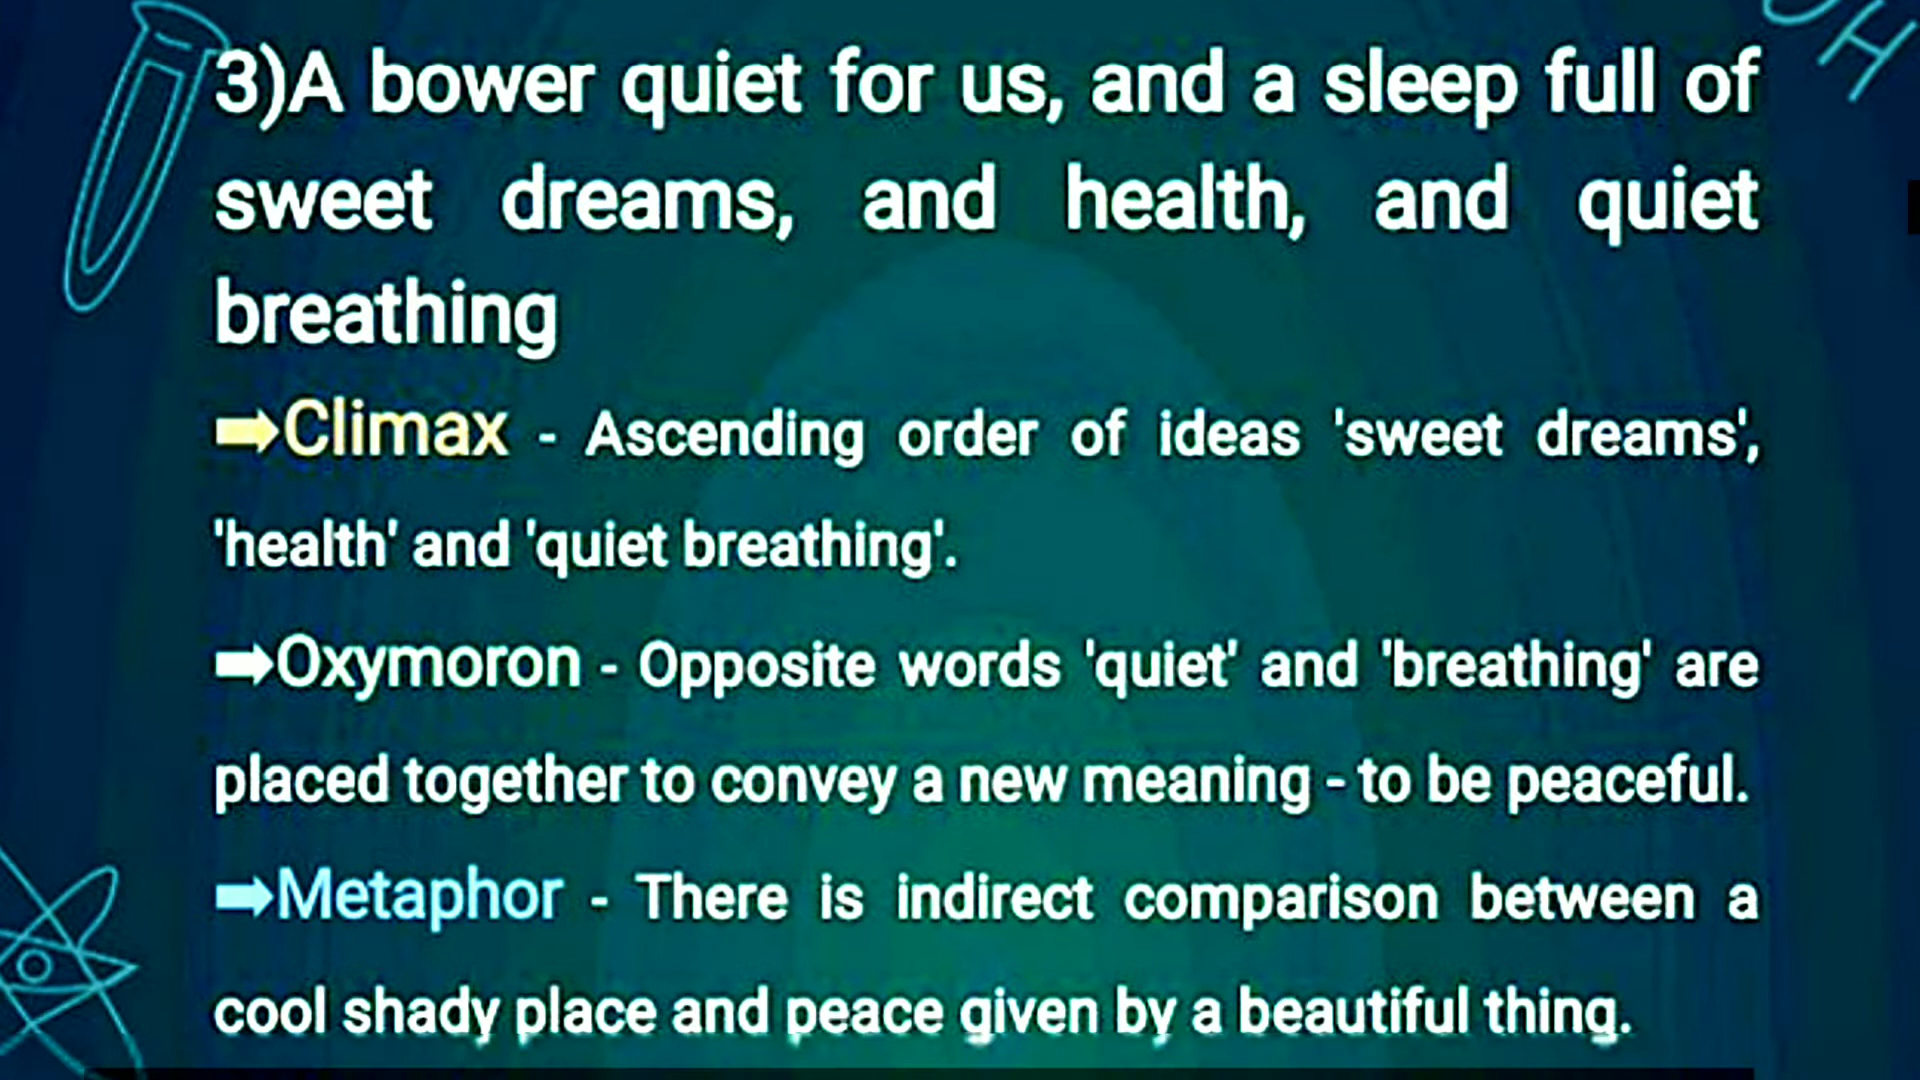 3)A bower quiet for us, and a sleep full of
sweet dreams, and health, and quiet
breathing
➡Climax - Ascending order of ideas 'sweet dreams',
'health' and 'quiet breathing'.
➡Oxymoron - Opposite words 'quiet' and 'breathing' are
placed together to convey a new meaning - to be peaceful.
➡Metaphor - There is indirect comparison between a
cool shady place and peace given by a beautiful thing.